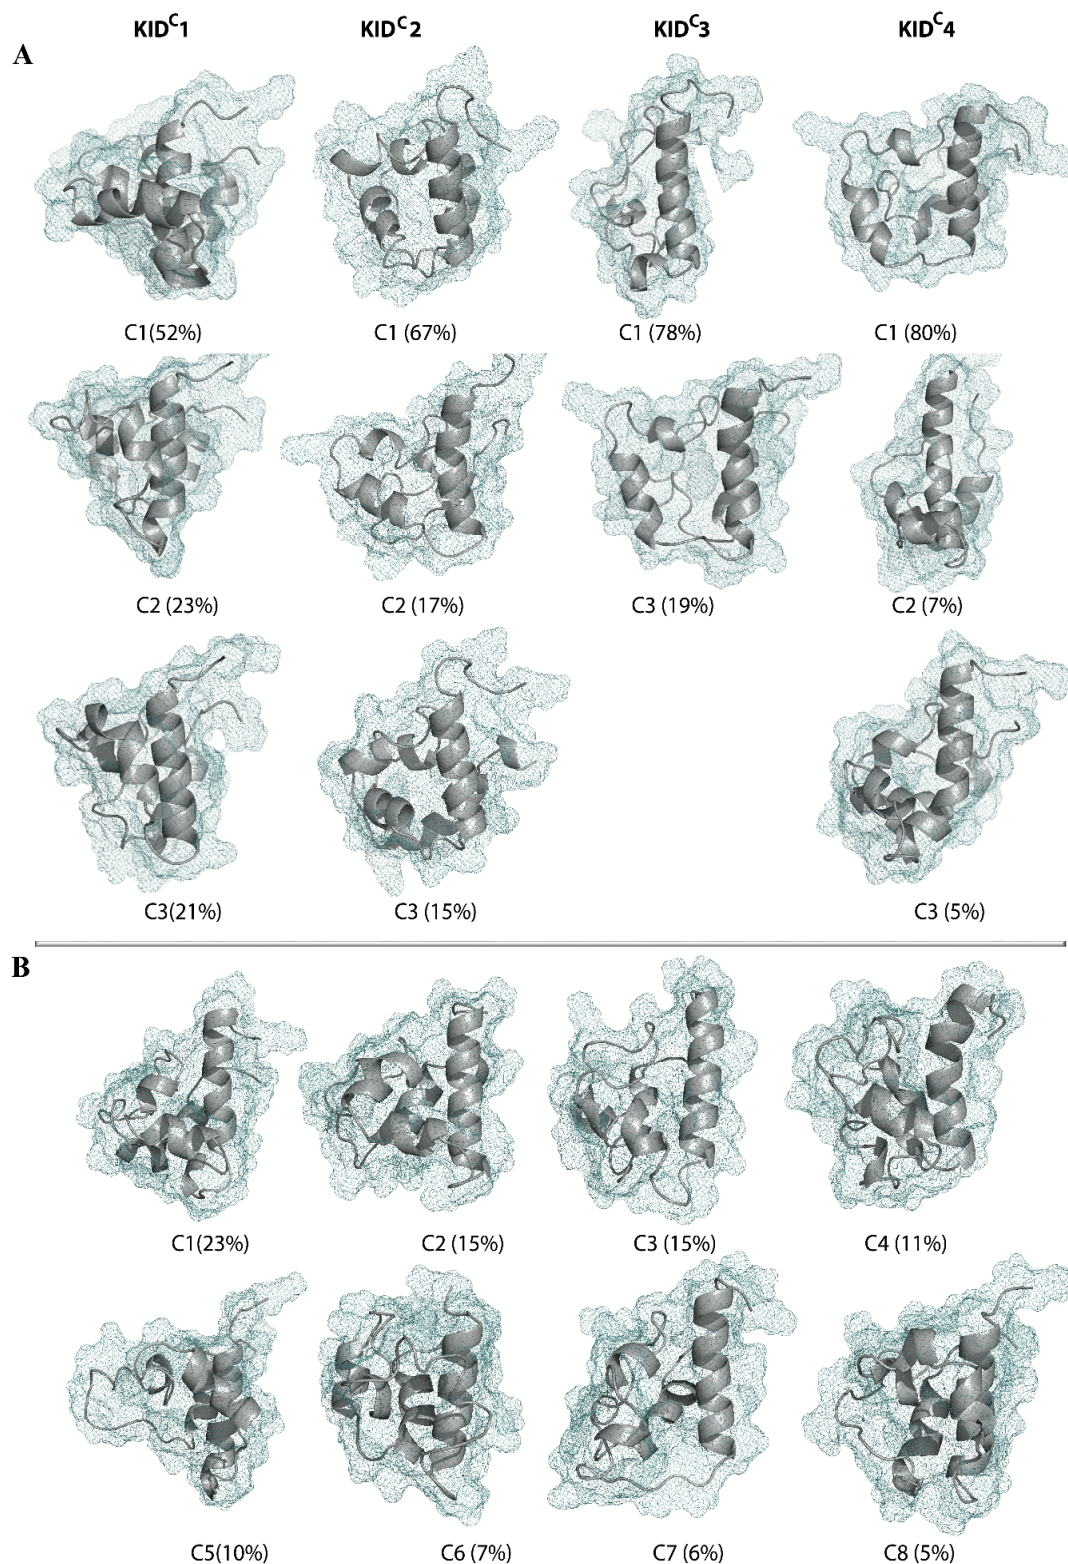 KIDC1 KIDC2 KIDC3 KIDC4
A
C1(52%) C1 (67%) C1 (78%) C1 (80%)
C2 (23%) C2 (17%) C3 (19%) C2 (7%)
C3(21%) C3 (15%) C3 (5%)
B
C1(23%) C2 (15%) C3 (15%) C4 (11%)
C5(10%) C6 (7%) C7 (6%) C8 (5%)